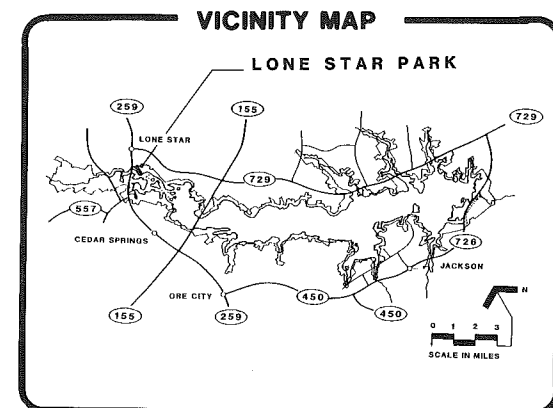 VICINITY MAP
LONE STAR PARK
259
155
729
LONE STAR
729
557
CEDAR SPRINGS
726
JACKSON
ORE CITY
450
155
259
450
N
0 1 2 3
SCALE IN MILES